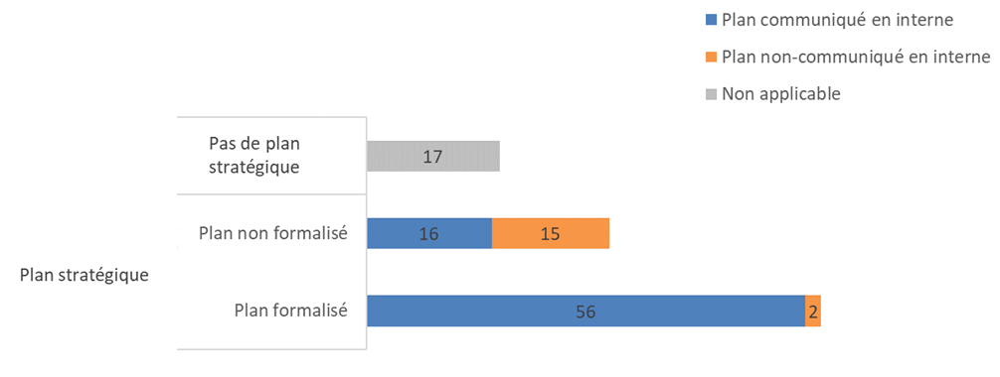 Plan communiqué en interne
Plan non-communiqué en interne
Non applicable
Pas de plan
stratégique
17
Plan non formalisé
16
15
Plan stratégique
Plan formalisé
56
2